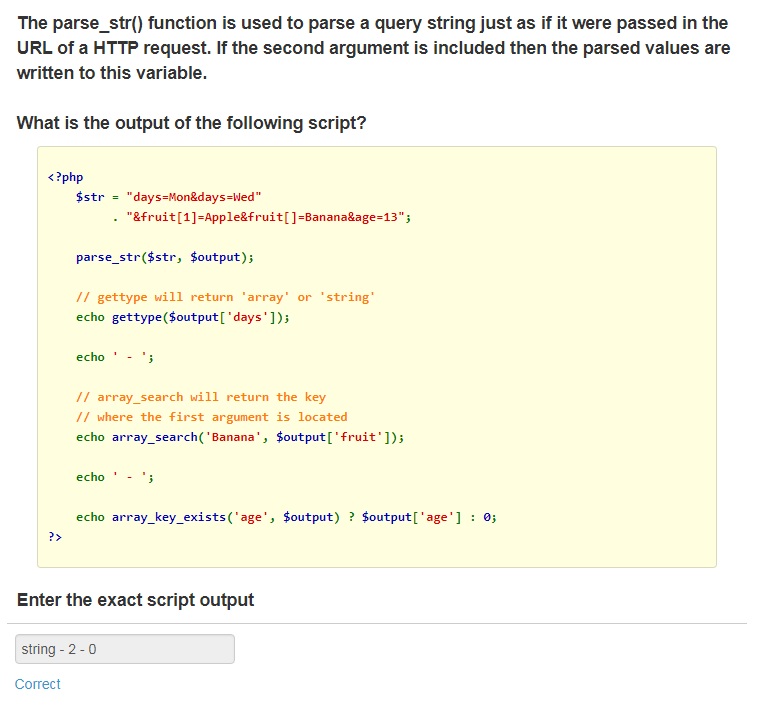 The parse_str() function is used to parse a query string just as if it were passed in the
URL of a HTTP request. If the second argument is included then the parsed values are
written to this variable.
What is the output of the following script?
<?php
$str = "days=Mon&days=Wed"
. "&fruit[1]=Apple&fruit[]=Banana&age=13";
parse_str($str, $output);
// gettype will return 'array' or 'string'
echo gettype($output['days']);
echo ' - ';
// array_search will return the key
// where the first argument is located
echo array_search('Banana', $output['fruit']);
echo ' - ';
echo array_key_exists('age', $output) ? $output['age'] : 0;
?>
Enter the exact script output
string - 2 - 0
Correct